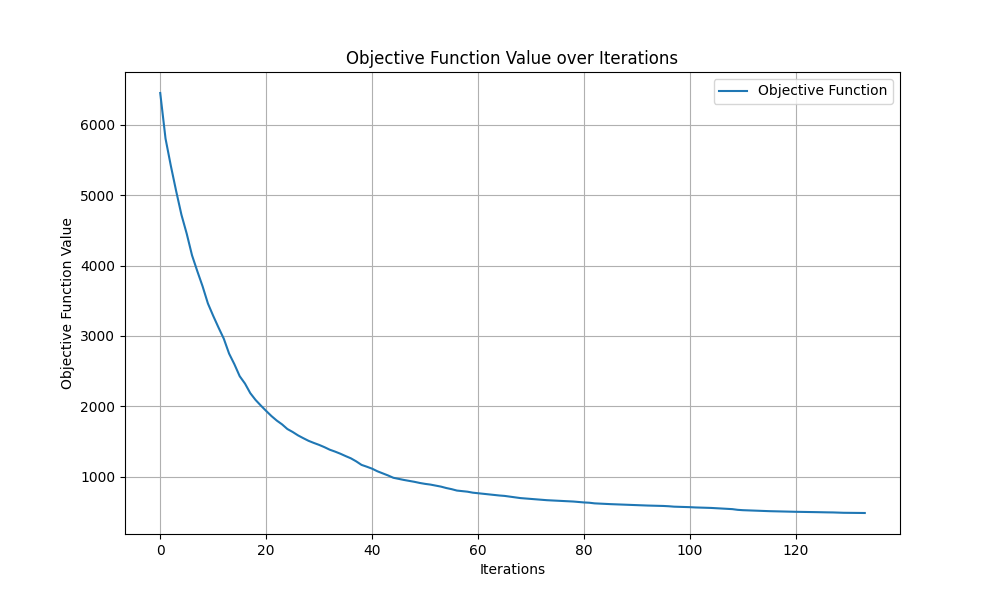 Objective Function Value over Iterations
Objective Function
6000
5000
4000
3000
2000
1000
Objective Function Value
0 20 40 60 80 100 120
Iterations